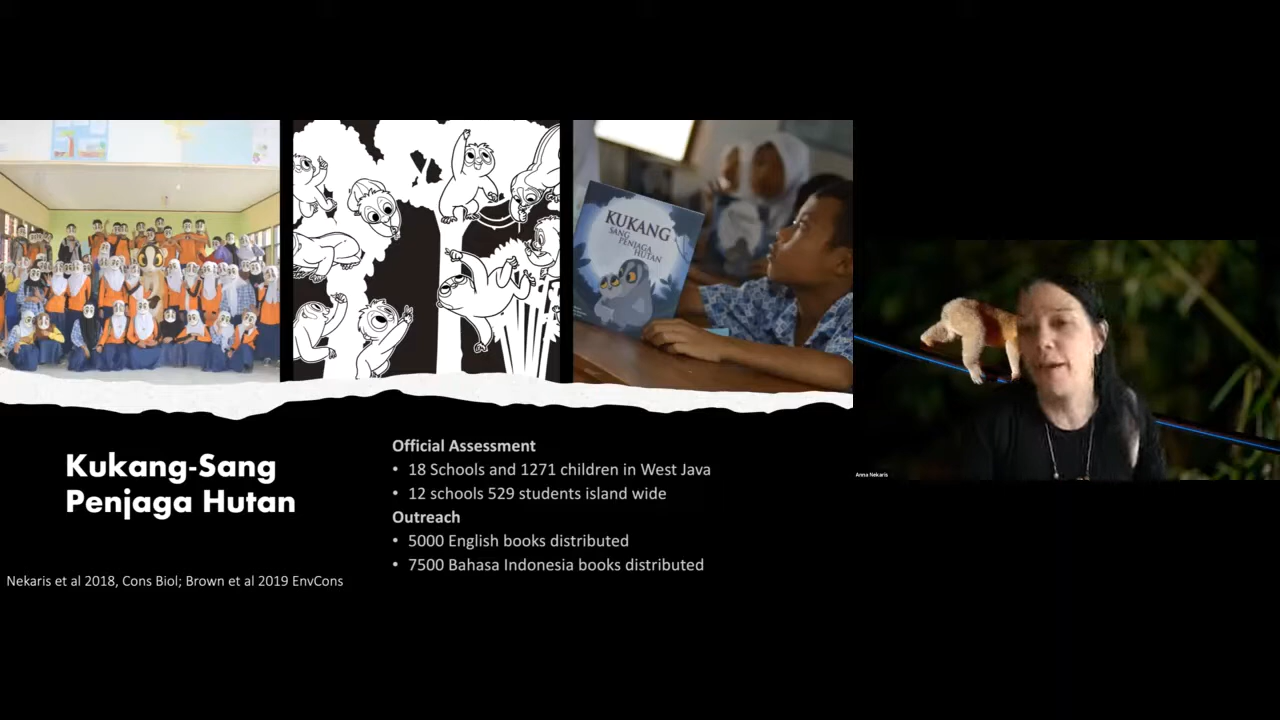 KUKANG
SANG
PENJAGA
HUTAN
Kukang-Sang
Penjaga Hutan
Official Assessment
• 18 Schools and 1271 children in West Java
• 12 schools 529 students island wide
Outreach
• 5000 English books distributed
• 7500 Bahasa Indonesia books distributed
Nekaris et al 2018, Cons Biol; Brown et al 2019 EnvCons
Anna Nekaris